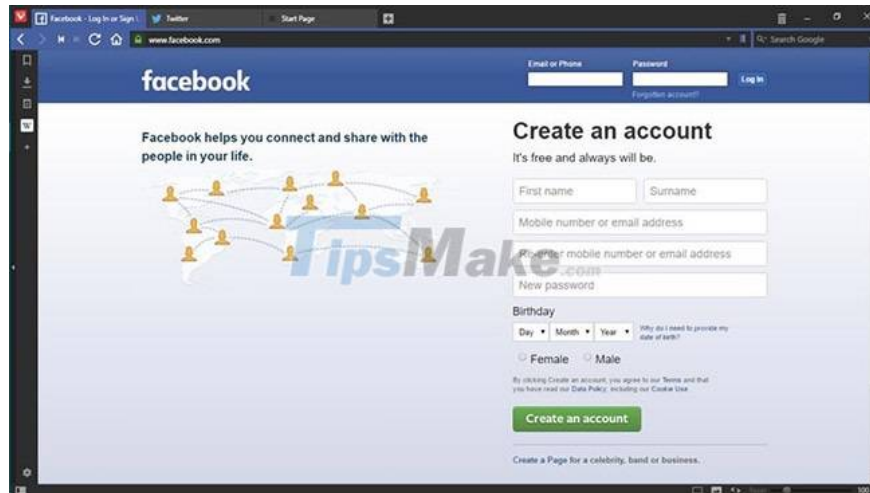 Facebook - Log In or Sign
Twitter
Start Page
www.facebook.com
Search Google
facebook
Email or Phone
Password
Log In
Forgotten account?
Facebook helps you connect and share with the
people in your life.
Create an account
It's free and always will be.
First name
Surname
Mobile number or email address
Re-enter mobile number or email address
New password
TipsMake.com
Birthday
Day
Month
Year
Why do I need to provide my
date of birth?
Female
Male
By clicking Create an account, you agree to our Terms and that
you have read our Data Policy, including our Cookie Use.
Create an account
Create a Page for a celebrity, band or business.
100